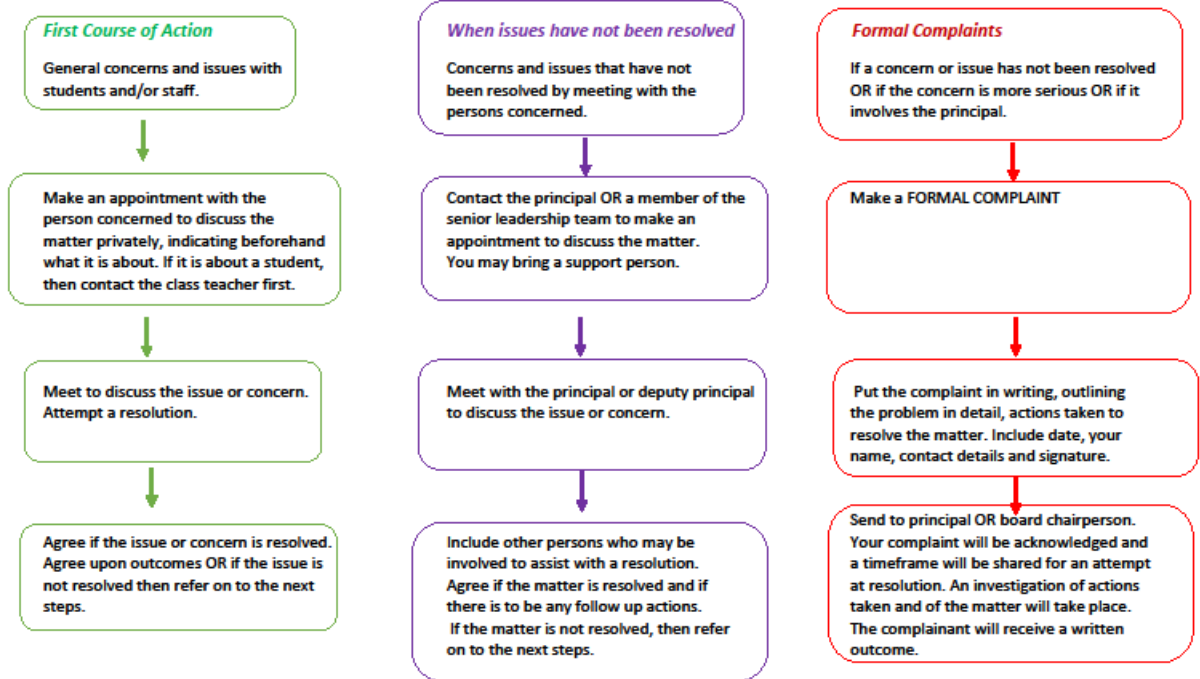 First Course of Action
General concerns and issues with
students and/or staff.
Make an appointment with the
person concerned to discuss the
matter privately, indicating beforehand
what it is about. If it is about a student,
then contact the class teacher first.
Meet to discuss the issue or concern.
Attempt a resolution.
Agree if the issue or concern is resolved.
Agree upon outcomes OR if the issue is
not resolved then refer on to the next
steps.
When issues have not been resolved
Concerns and issues that have not
been resolved by meeting with the
persons concerned.
Contact the principal OR a member of the
senior leadership team to make an
appointment to discuss the matter.
You may bring a support person.
Meet with the principal or deputy principal
to discuss the issue or concern.
Include other persons who may be
involved to assist with a resolution.
Agree if the matter is resolved and if
there is to be any follow up actions.
If the matter is not resolved, then refer
on to the next steps.
Formal Complaints
If a concern or issue has not been resolved
OR if the concern is more serious OR if it
involves the principal.
Make a FORMAL COMPLAINT
Put the complaint in writing, outlining
the problem in detail, actions taken to
resolve the matter. Include date, your
name, contact details and signature.
Send to principal OR board chairperson.
Your complaint will be acknowledged and
a timeframe will be shared for an attempt
at resolution. An investigation of actions
taken and of the matter will take place.
The complainant will receive a written
outcome.